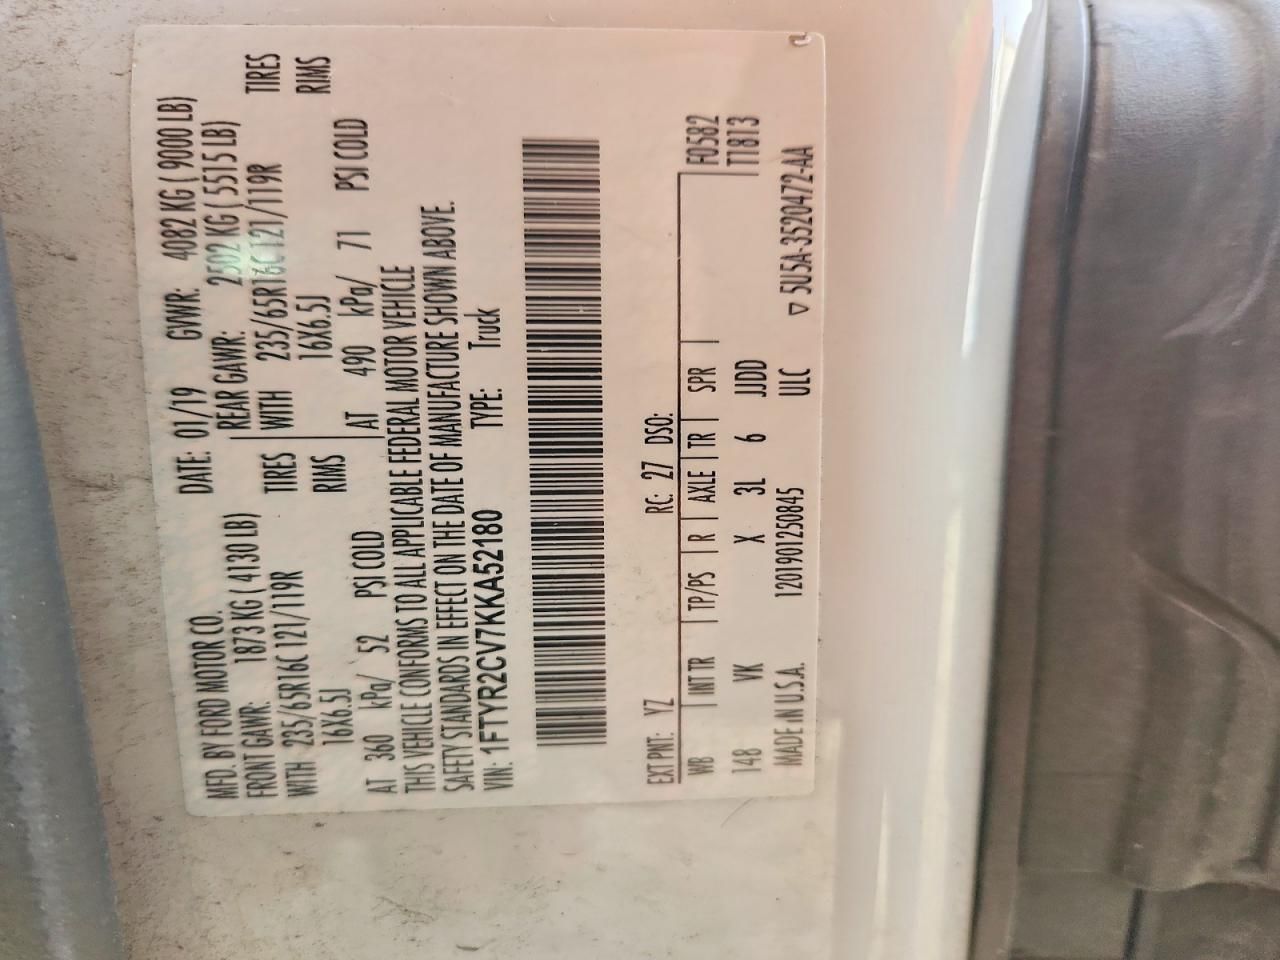 MFD. BY FORD MOTOR CO. DATE: 01/19 GVWR: 4082 KG ( 9000 LB)
FRONT GAWR: 1873 KG ( 4130 LB) REAR GAWR: 2502 KG ( 5515 LB)
WITH 235/65R16C 121/119R TIRES WITH 235/65R16C 121/119R TIRES
16X6.5J RIMS 16X6.5J RIMS
AT 360 kPa/ 52 PSI COLD AT 490 kPa/ 71 PSI COLD
THIS VEHICLE CONFORMS TO ALL APPLICABLE FEDERAL MOTOR VEHICLE
SAFETY STANDARDS IN EFFECT ON THE DATE OF MANUFACTURE SHOWN ABOVE.
VIN: 1FTYR2CV7KKA52180 TYPE: Truck
EXT PNT: YZ RC: 27 DSO: F0582
WB INT TR TP/PS R AXLE TR SPR T1813
148 VK X 3L 6 JJDD
MADE IN U.S.A. 120190125084​5 ULC ▽ 5U5A-3520472-AA